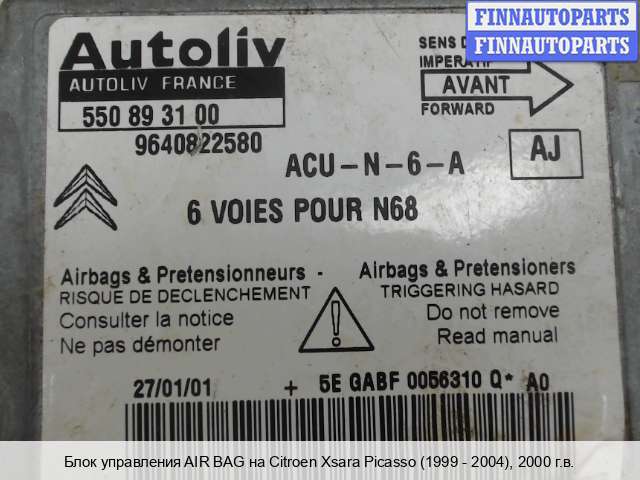 FINNAUTOPARTS
FINNAUTOPARTS
Autoliv
AUTOLIV FRANCE
550 89 31 00
9640822580
SENS D
IMPERATIF
AVANT
FORWARD
ACU-N-6-A
AJ
6 VOIES POUR N68
Airbags & Pretensionneurs -
RISQUE DE DECLENCHEMENT
Consulter la notice
Ne pas démonter
Airbags & Pretensioners
TRIGGERING HASARD
Do not remove
Read manual
!
27/01/01 + 5E GABF 0056310 Q* A0
Блок управления AIR BAG на Citroen Xsara Picasso (1999 - 2004), 2000 г.в.